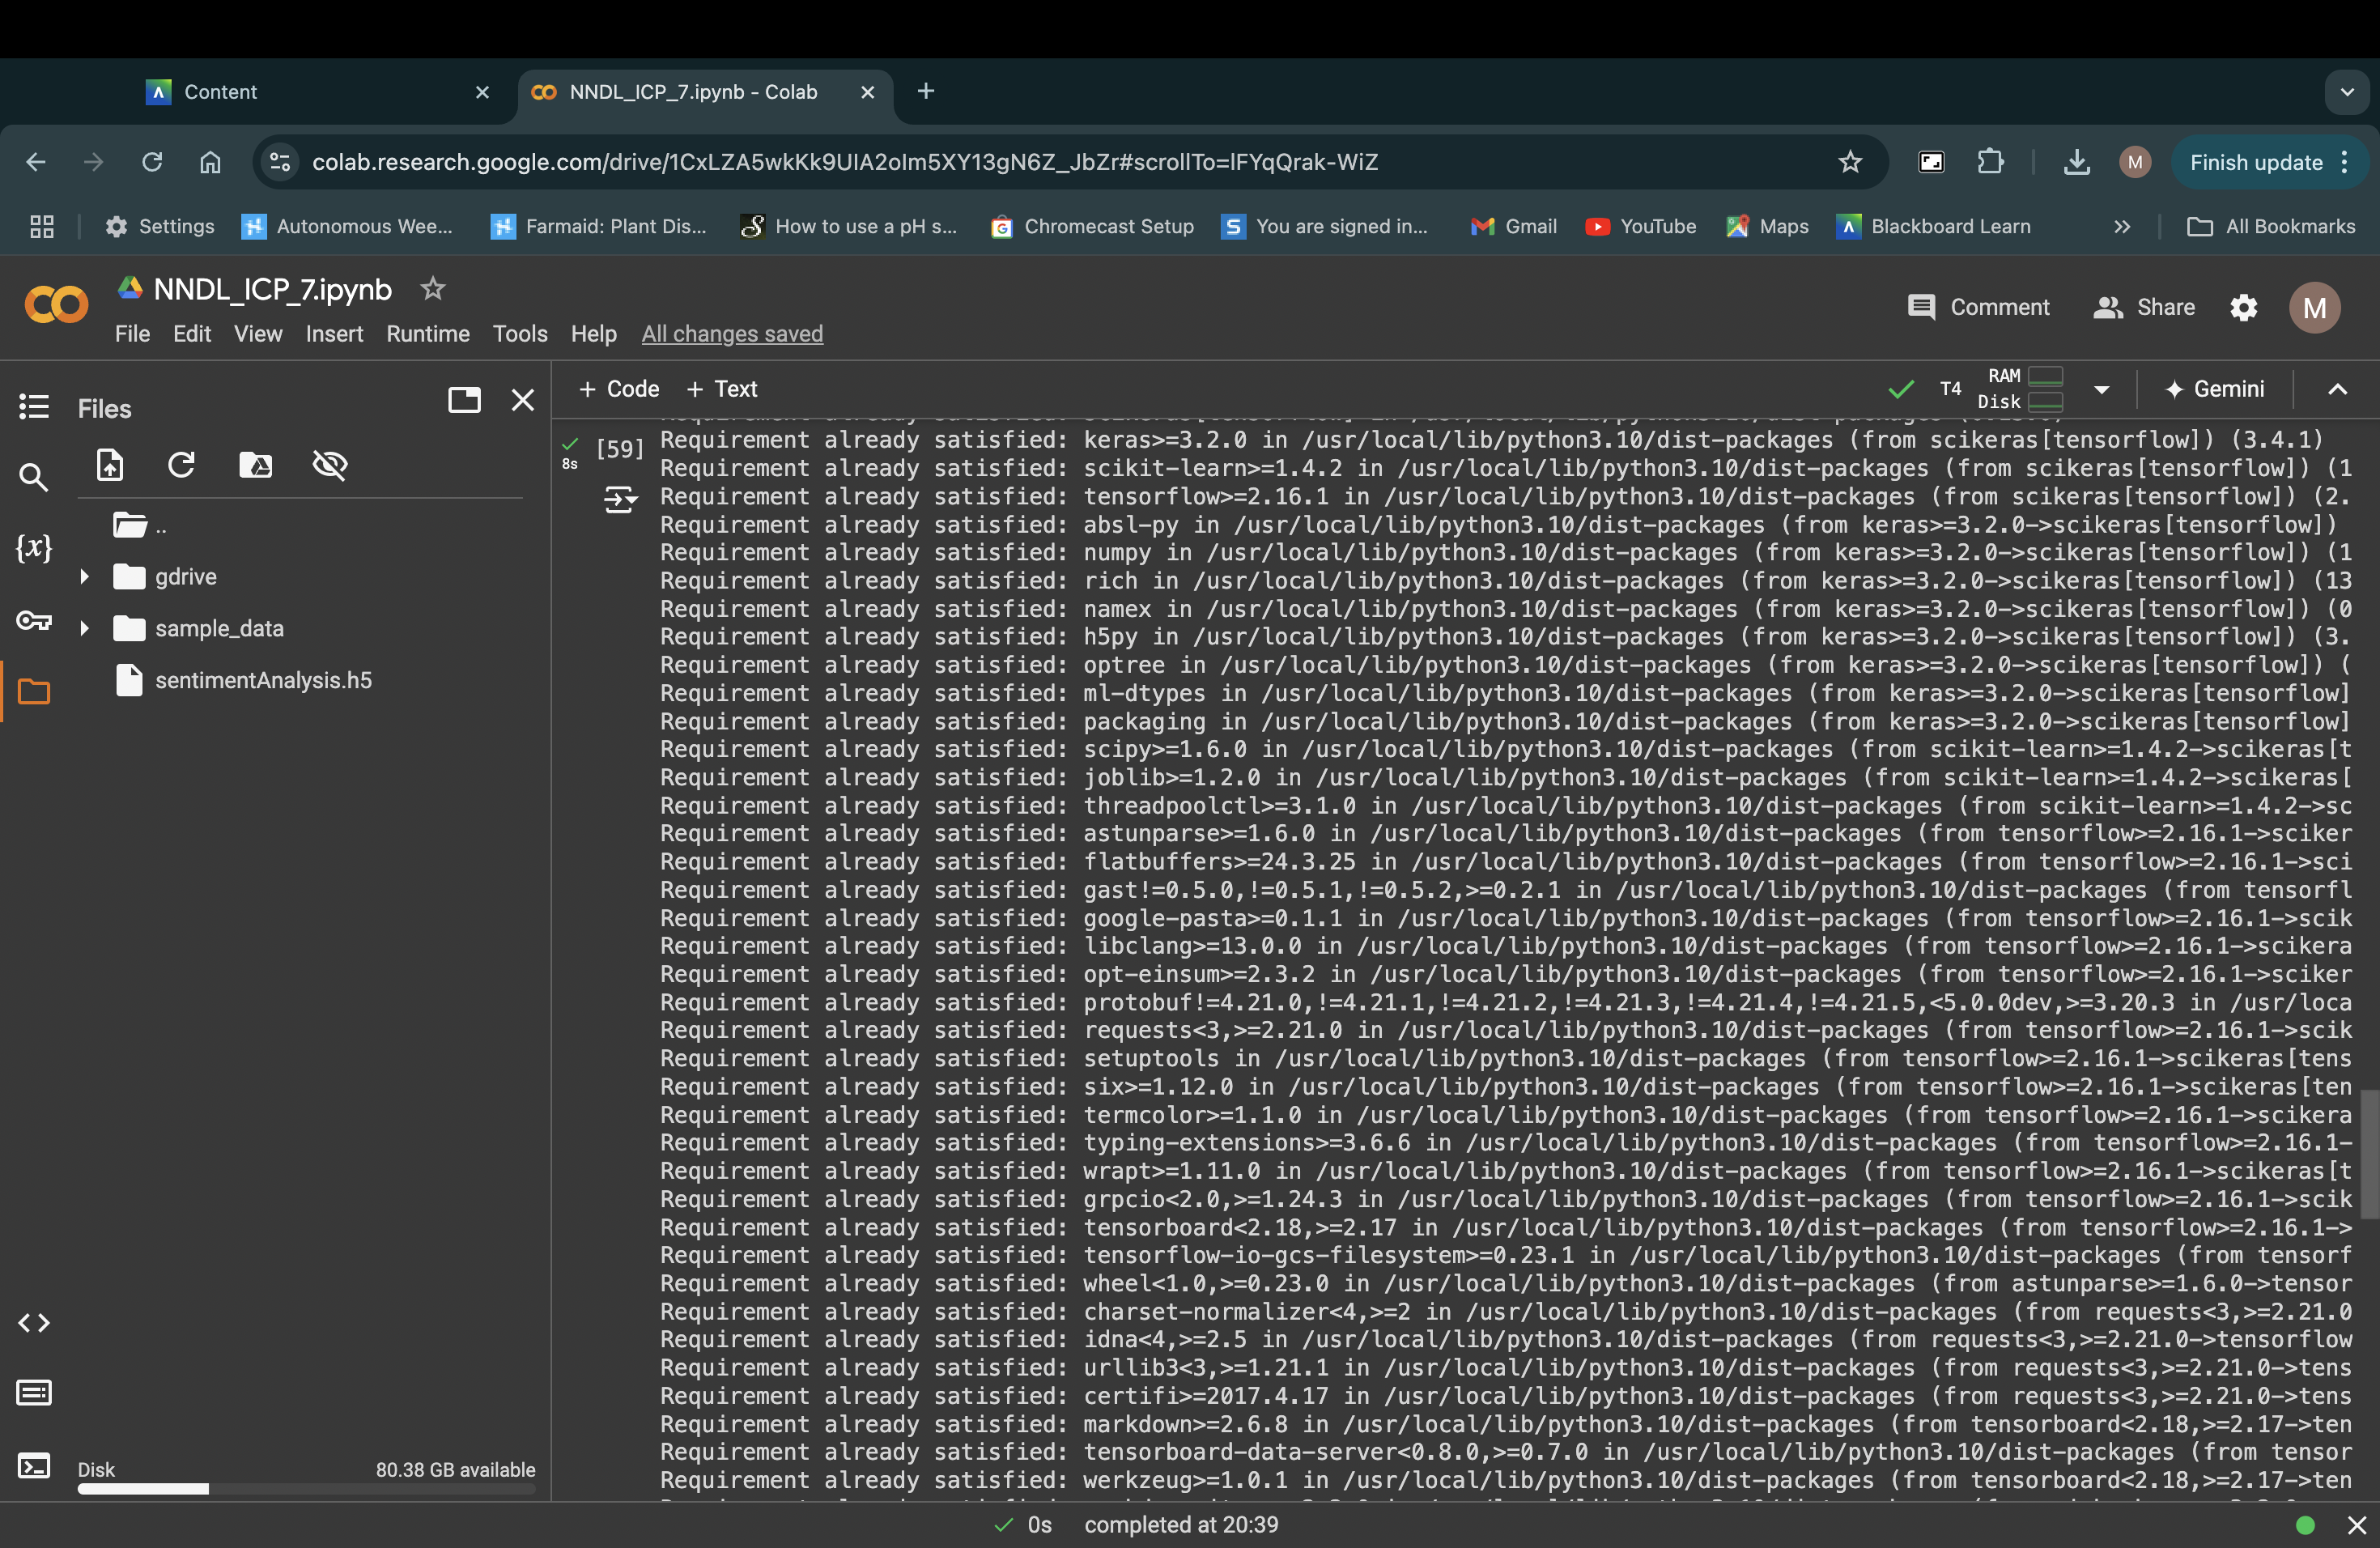 Content
NNDL_ICP_7.ipynb - Colab
colab.research.google.com/drive/1CxLZA5wkKk9UIA2oIm5XY13gN6Z_JbZr#scrollTo=lFYqQrak-WiZ
M
Finish update
Settings
Autonomous Wee...
Farmaid: Plant Dis...
How to use a pH s...
Chromecast Setup
You are signed in...
Gmail
YouTube
Maps
Blackboard Learn
All Bookmarks
NNDL_ICP_7.ipynb
File Edit View Insert Runtime Tools Help All changes saved
Comment
Share
M
Files
+ Code + Text
T4
RAM
Disk
Gemini
..
gdrive
sample_data
sentimentAnalysis.h5
Disk
80.38 GB available
8s
[59]
Requirement already satisfied: keras>=3.2.0 in /usr/local/lib/python3.10/dist-packages (from scikeras[tensorflow]) (3.4.1)
Requirement already satisfied: scikit-learn>=1.4.2 in /usr/local/lib/python3.10/dist-packages (from scikeras[tensorflow]) (1
Requirement already satisfied: tensorflow>=2.16.1 in /usr/local/lib/python3.10/dist-packages (from scikeras[tensorflow]) (2.
Requirement already satisfied: absl-py in /usr/local/lib/python3.10/dist-packages (from keras>=3.2.0->scikeras[tensorflow])
Requirement already satisfied: numpy in /usr/local/lib/python3.10/dist-packages (from keras>=3.2.0->scikeras[tensorflow]) (1
Requirement already satisfied: rich in /usr/local/lib/python3.10/dist-packages (from keras>=3.2.0->scikeras[tensorflow]) (13
Requirement already satisfied: namex in /usr/local/lib/python3.10/dist-packages (from keras>=3.2.0->scikeras[tensorflow]) (0
Requirement already satisfied: h5py in /usr/local/lib/python3.10/dist-packages (from keras>=3.2.0->scikeras[tensorflow]) (3.
Requirement already satisfied: optree in /usr/local/lib/python3.10/dist-packages (from keras>=3.2.0->scikeras[tensorflow]) (
Requirement already satisfied: ml-dtypes in /usr/local/lib/python3.10/dist-packages (from keras>=3.2.0->scikeras[tensorflow]
Requirement already satisfied: packaging in /usr/local/lib/python3.10/dist-packages (from keras>=3.2.0->scikeras[tensorflow]
Requirement already satisfied: scipy>=1.6.0 in /usr/local/lib/python3.10/dist-packages (from scikit-learn>=1.4.2->scikeras[t
Requirement already satisfied: joblib>=1.2.0 in /usr/local/lib/python3.10/dist-packages (from scikit-learn>=1.4.2->scikeras[
Requirement already satisfied: threadpoolctl>=3.1.0 in /usr/local/lib/python3.10/dist-packages (from scikit-learn>=1.4.2->sc
Requirement already satisfied: astunparse>=1.6.0 in /usr/local/lib/python3.10/dist-packages (from tensorflow>=2.16.1->sciker
Requirement already satisfied: flatbuffers>=24.3.25 in /usr/local/lib/python3.10/dist-packages (from tensorflow>=2.16.1->sci
Requirement already satisfied: gast!=0.5.0,!=0.5.1,!=0.5.2,>=0.2.1 in /usr/local/lib/python3.10/dist-packages (from tensorfl
Requirement already satisfied: google-pasta>=0.1.1 in /usr/local/lib/python3.10/dist-packages (from tensorflow>=2.16.1->scik
Requirement already satisfied: libclang>=13.0.0 in /usr/local/lib/python3.10/dist-packages (from tensorflow>=2.16.1->scikera
Requirement already satisfied: opt-einsum>=2.3.2 in /usr/local/lib/python3.10/dist-packages (from tensorflow>=2.16.1->sciker
Requirement already satisfied: protobuf!=4.21.0,!=4.21.1,!=4.21.2,!=4.21.3,!=4.21.4,!=4.21.5,<5.0.0dev,>=3.20.3 in /usr/loca
Requirement already satisfied: requests<3,>=2.21.0 in /usr/local/lib/python3.10/dist-packages (from tensorflow>=2.16.1->scik
Requirement already satisfied: setuptools in /usr/local/lib/python3.10/dist-packages (from tensorflow>=2.16.1->scikeras[tens
Requirement already satisfied: six>=1.12.0 in /usr/local/lib/python3.10/dist-packages (from tensorflow>=2.16.1->scikeras[ten
Requirement already satisfied: termcolor>=1.1.0 in /usr/local/lib/python3.10/dist-packages (from tensorflow>=2.16.1->scikera
Requirement already satisfied: typing-extensions>=3.6.6 in /usr/local/lib/python3.10/dist-packages (from tensorflow>=2.16.1-
Requirement already satisfied: wrapt>=1.11.0 in /usr/local/lib/python3.10/dist-packages (from tensorflow>=2.16.1->scikeras[t
Requirement already satisfied: grpcio<2.0,>=1.24.3 in /usr/local/lib/python3.10/dist-packages (from tensorflow>=2.16.1->scik
Requirement already satisfied: tensorboard<2.18,>=2.17 in /usr/local/lib/python3.10/dist-packages (from tensorflow>=2.16.1->
Requirement already satisfied: tensorflow-io-gcs-filesystem>=0.23.1 in /usr/local/lib/python3.10/dist-packages (from tensorf
Requirement already satisfied: wheel<1.0,>=0.23.0 in /usr/local/lib/python3.10/dist-packages (from astunparse>=1.6.0->tensor
Requirement already satisfied: charset-normalizer<4,>=2 in /usr/local/lib/python3.10/dist-packages (from requests<3,>=2.21.0
Requirement already satisfied: idna<4,>=2.5 in /usr/local/lib/python3.10/dist-packages (from requests<3,>=2.21.0->tensorflow
Requirement already satisfied: urllib3<3,>=1.21.1 in /usr/local/lib/python3.10/dist-packages (from requests<3,>=2.21.0->tens
Requirement already satisfied: certifi>=2017.4.17 in /usr/local/lib/python3.10/dist-packages (from requests<3,>=2.21.0->tens
Requirement already satisfied: markdown>=2.6.8 in /usr/local/lib/python3.10/dist-packages (from tensorboard<2.18,>=2.17->ten
Requirement already satisfied: tensorboard-data-server<0.8.0,>=0.7.0 in /usr/local/lib/python3.10/dist-packages (from tensor
Requirement already satisfied: werkzeug>=1.0.1 in /usr/local/lib/python3.10/dist-packages (from tensorboard<2.18,>=2.17->ten
0s completed at 20:39